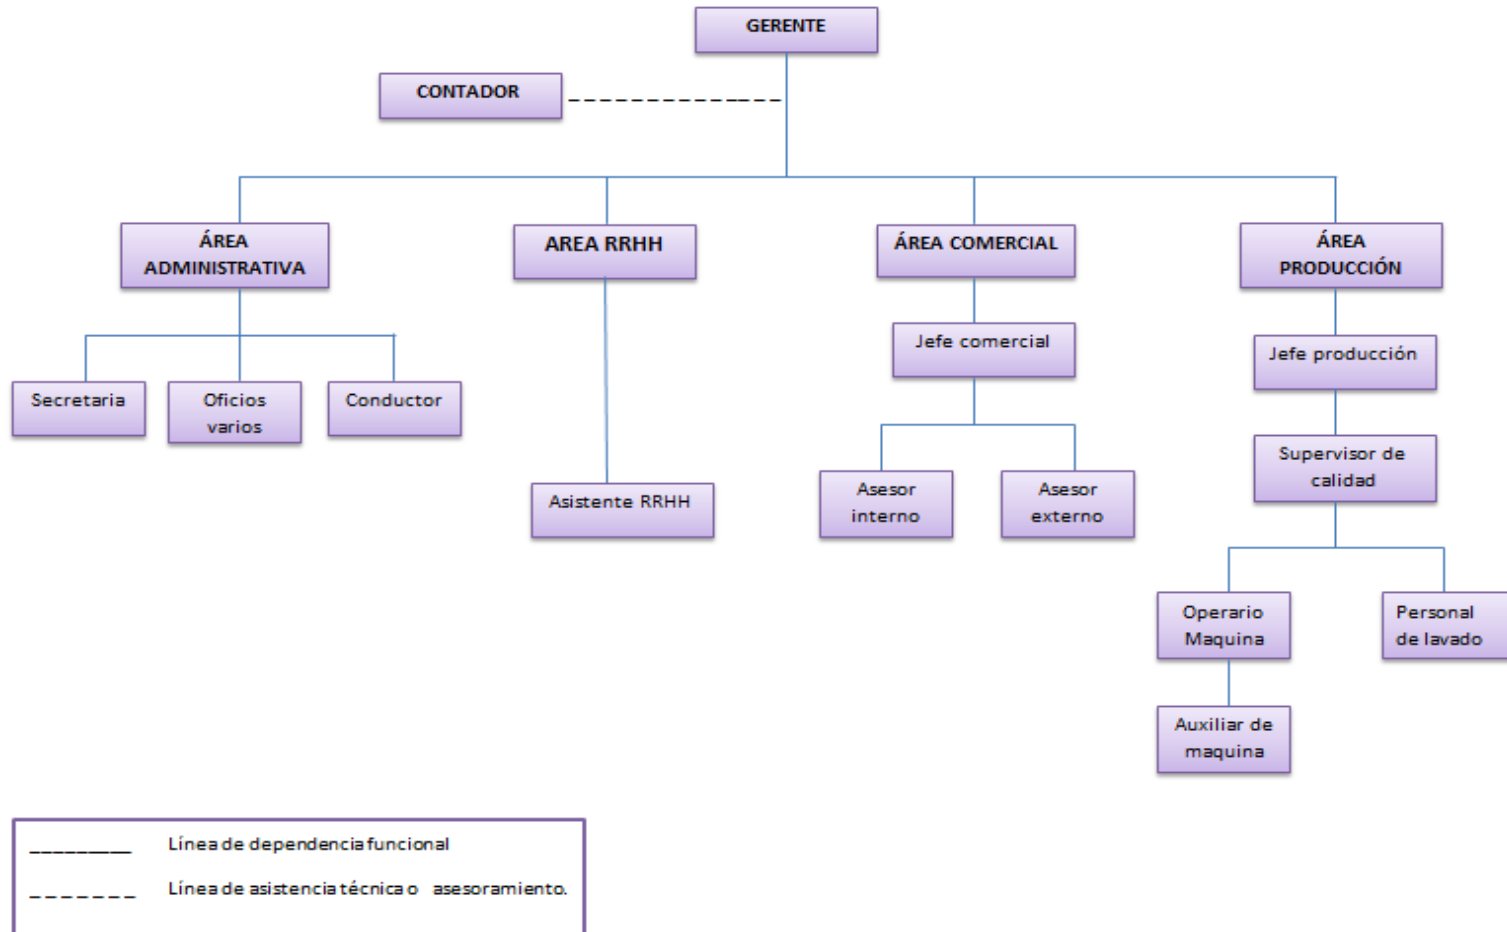 GERENTE
CONTADOR
ÁREA
ADMINISTRATIVA
AREA RRHH
ÁREA COMERCIAL
ÁREA
PRODUCCIÓN
Jefe comercial
Jefe producción
Secretaria
Oficios
varios
Conductor
Supervisor de
calidad
Asistente RRHH
Asesor
interno
Asesor
externo
Operario
Maquina
Personal
de lavado
Auxiliar de
maquina
Línea de dependencia funcional
Línea de asistencia técnica o asesoramiento.